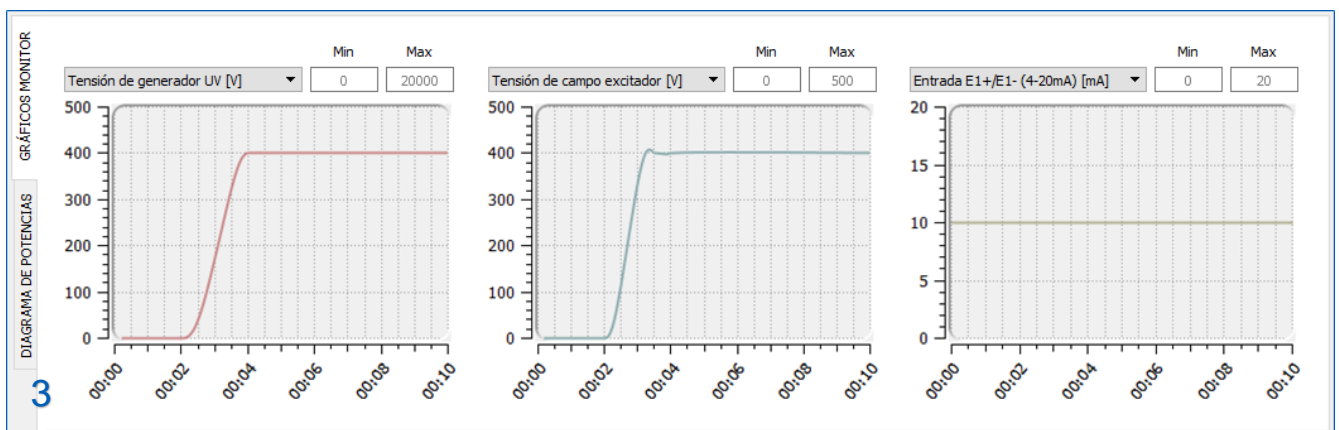 GRÁFICOS MONITOR
DIAGRAMA DE POTENCIAS
3
Min Max
Tensión de generador UV [V] 0 20000
500
400
300
200
100
0
00:00 00:02 00:04 00:06 00:08 00:10
Min Max
Tensión de campo excitador [V] 0 500
500
400
300
200
100
0
00:00 00:02 00:04 00:06 00:08 00:10
Min Max
Entrada E1+/E1- (4-20mA) [mA] 0 20
20
15
10
5
0
00:00 00:02 00:04 00:06 00:08 00:10